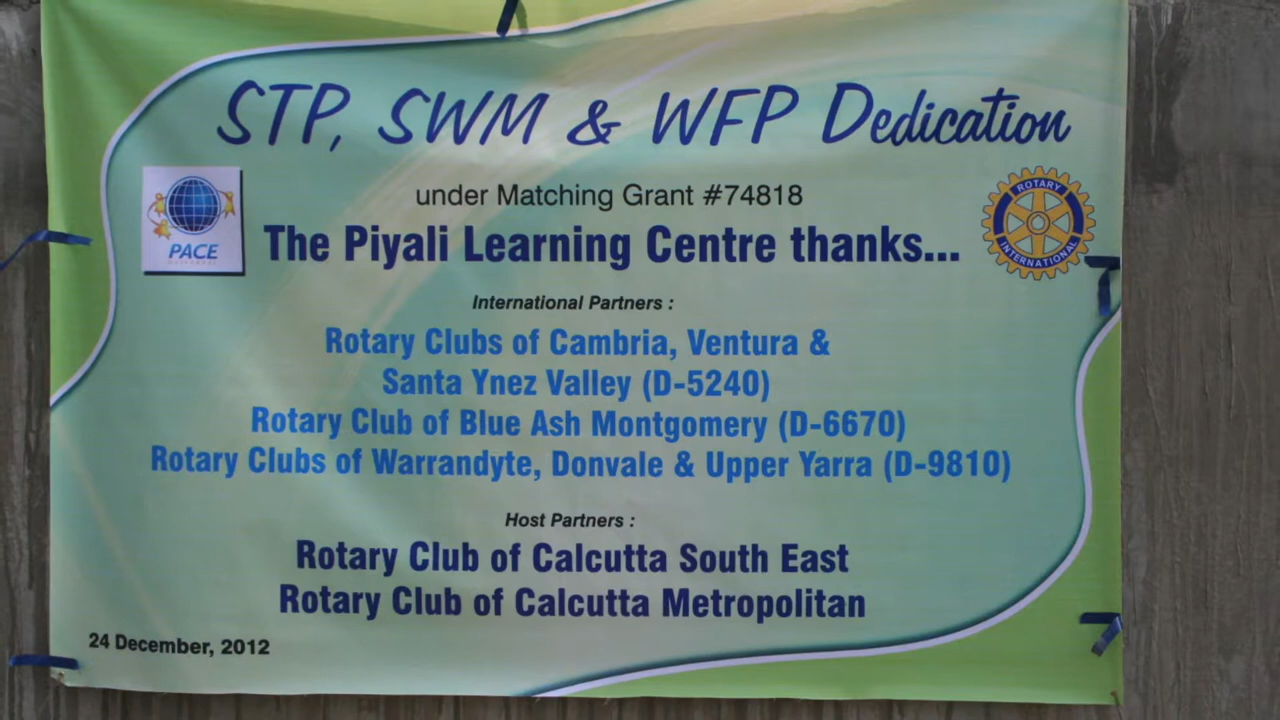 STP, SWM & WFP Dedication
under Matching Grant #74818
PACE
ROTARY
INTERNATIONAL
The Piyali Learning Centre thanks...
International Partners :
Rotary Clubs of Cambria, Ventura &
Santa Ynez Valley (D-5240)
Rotary Club of Blue Ash Montgomery (D-6670)
Rotary Clubs of Warrandyte, Donvale & Upper Yarra (D-9810)
Host Partners :
Rotary Club of Calcutta South East
Rotary Club of Calcutta Metropolitan
24 December, 2012